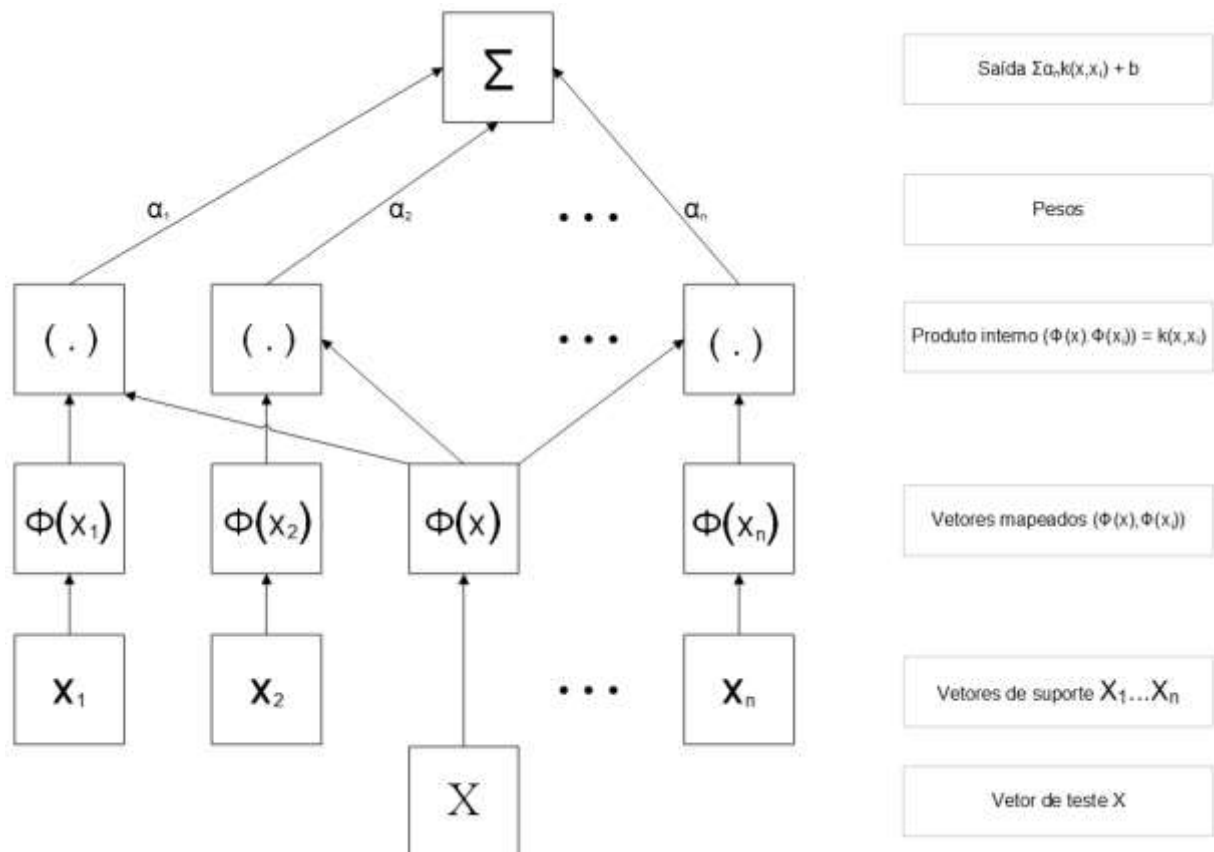 Σ
Saída Σαₙk(x,xᵢ) + b
α₁ α₂ ••• αₙ
Pesos
( . ) ( . ) ••• ( . )
Produto interno (Φ(x).Φ(xᵢ)) = k(x,xᵢ)
Φ(x₁) Φ(x₂) Φ(x) Φ(xₙ)
Vetores mapeados (Φ(x),Φ(xᵢ))
x₁ x₂ ••• xₙ
Vetores de suporte X₁...Xₙ
X
Vetor de teste X